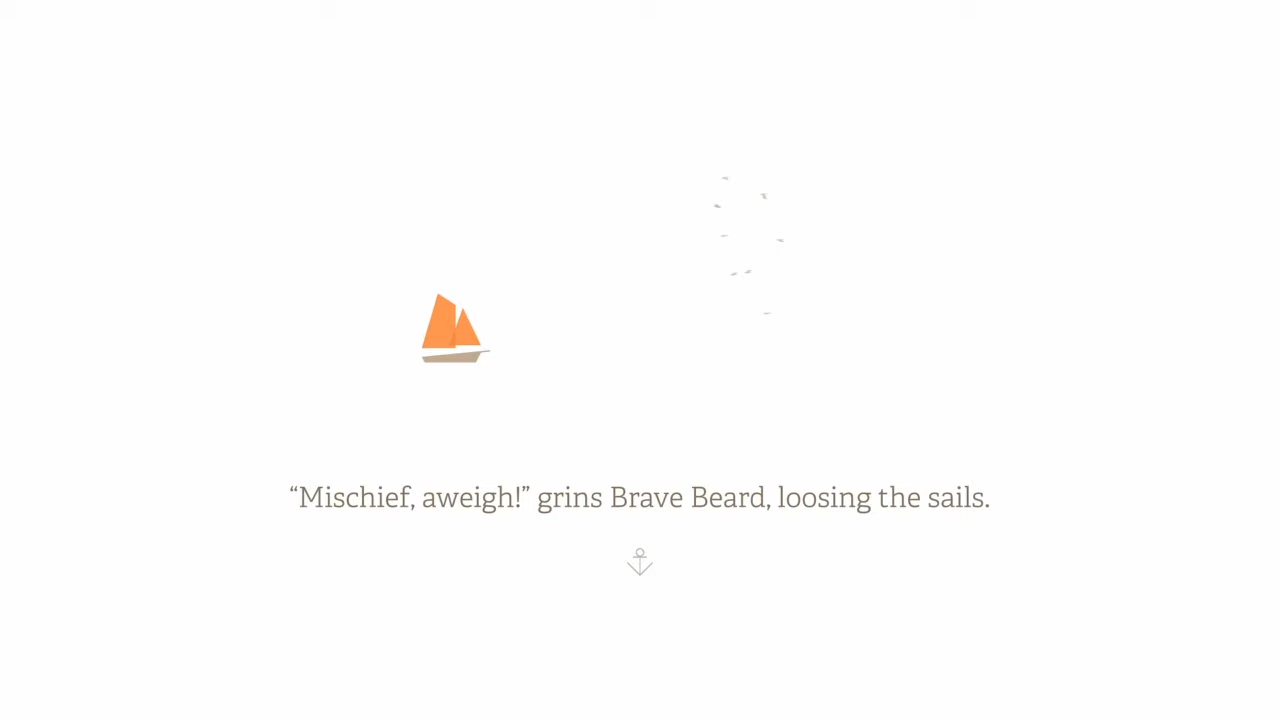 “Mischief, aweigh!” grins Brave Beard, loosing the sails.